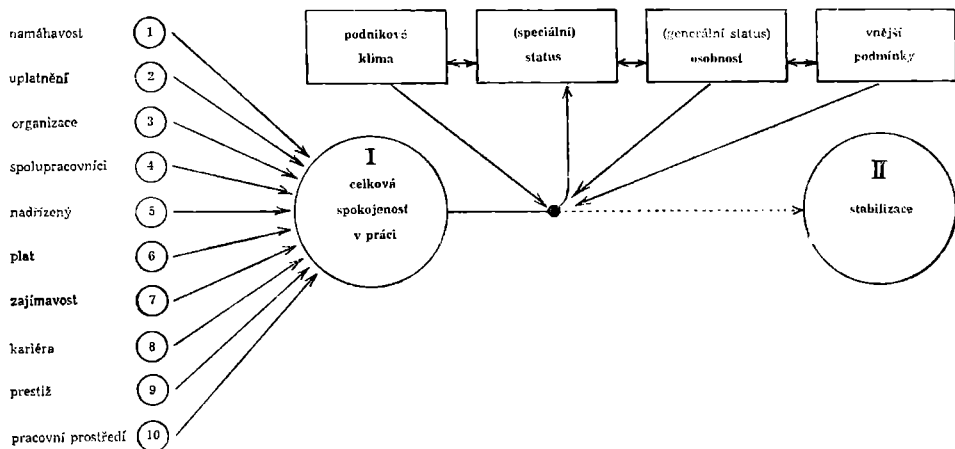 namáhavost 1
uplatnění 2
organizace 3
spolupracovníci 4
nadřízený 5
plat 6
zajímavost 7
kariéra 8
prestiž 9
pracovní prostředí 10
I
celková
spokojenost
v práci
podnikové
klima
(speciální)
status
(generální status)
osobnost
vnější
podmínky
II
stabilizace